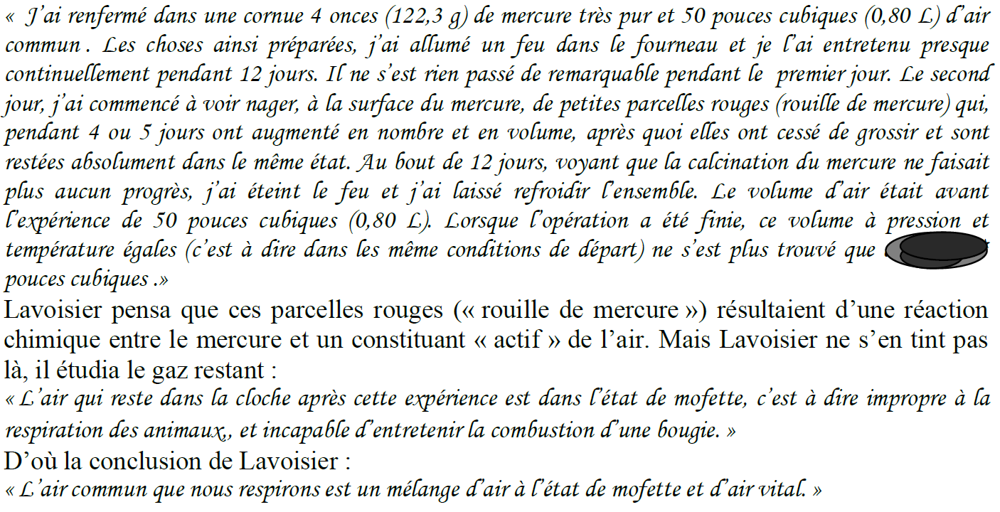 « J’ai renfermé dans une cornue 4 onces (122,3 g) de mercure très pur et 50 pouces cubiques (0,80 L) d’air
commun . Les choses ainsi préparées, j’ai allumé un feu dans le fourneau et je l’ai entretenu presque
continuellement pendant 12 jours. Il ne s’est rien passé de remarquable pendant le premier jour. Le second
jour, j’ai commencé à voir nager, à la surface du mercure, de petites parcelles rouges (rouille de mercure) qui,
pendant 4 ou 5 jours ont augmenté en nombre et en volume, après quoi elles ont cessé de grossir et sont
restées absolument dans le même état. Au bout de 12 jours, voyant que la calcination du mercure ne faisait
plus aucun progrès, j’ai éteint le feu et j’ai laissé refroidir l’ensemble. Le volume d’air était avant
l’expérience de 50 pouces cubiques (0,80 L). Lorsque l’opération a été finie, ce volume à pression et
température égales (c’est à dire dans les même conditions de départ) ne s’est plus trouvé que
pouces cubiques .»
Lavoisier pensa que ces parcelles rouges (« rouille de mercure ») résultaient d’une réaction
chimique entre le mercure et un constituant « actif » de l’air. Mais Lavoisier ne s’en tint pas
là, il étudia le gaz restant :
« L’air qui reste dans la cloche après cette expérience est dans l’état de mofette, c’est à dire impropre à la
respiration des animaux,, et incapable d’entretenir la combustion d’une bougie. »
D’où la conclusion de Lavoisier :
« L’air commun que nous respirons est un mélange d’air à l’état de mofette et d’air vital. »